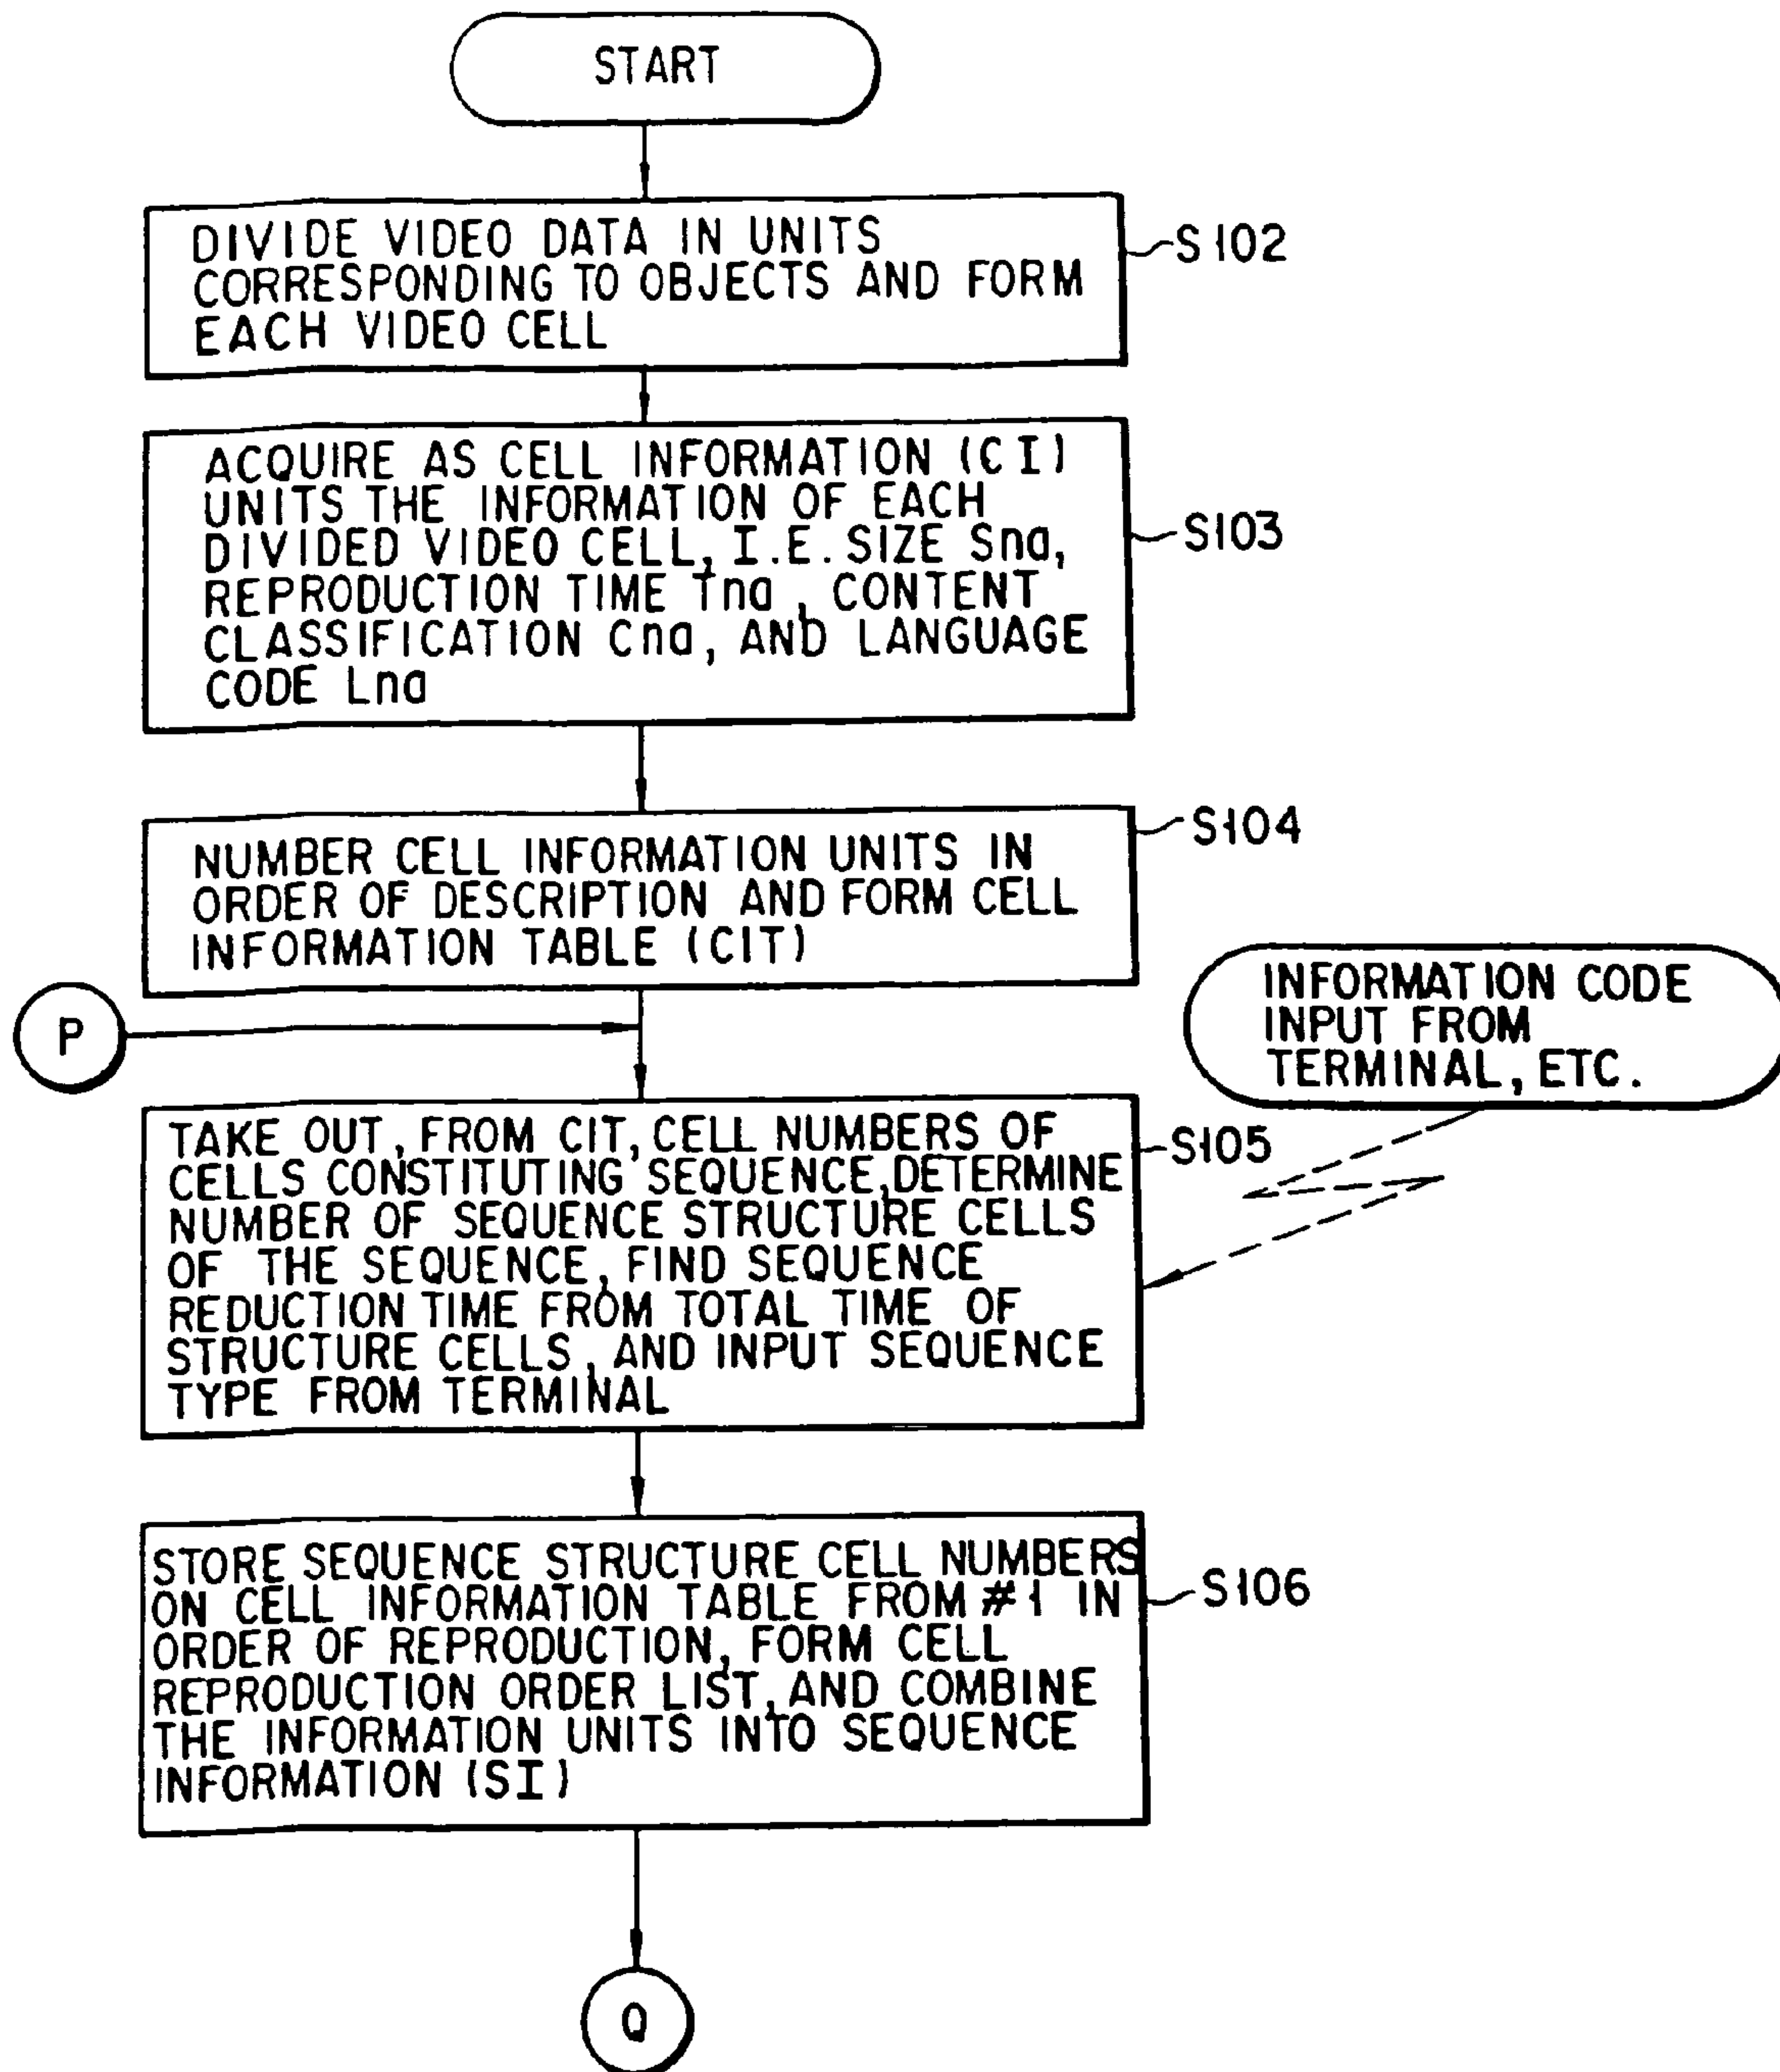 START
DIVIDE VIDEO DATA IN UNITS
CORRESPONDING TO OBJECTS AND FORM
EACH VIDEO CELL
S102
ACQUIRE AS CELL INFORMATION (CI)
UNITS THE INFORMATION OF EACH
DIVIDED VIDEO CELL, I.E. SIZE Sna,
REPRODUCTION TIME Tna, CONTENT
CLASSIFICATION Cna, AND LANGUAGE
CODE Lna
S103
NUMBER CELL INFORMATION UNITS IN
ORDER OF DESCRIPTION AND FORM CELL
INFORMATION TABLE (CIT)
S104
P
INFORMATION CODE
INPUT FROM
TERMINAL, ETC.
TAKE OUT, FROM CIT, CELL NUMBERS OF
CELLS CONSTITUTING SEQUENCE, DETERMINE
NUMBER OF SEQUENCE STRUCTURE CELLS
OF THE SEQUENCE, FIND SEQUENCE
REDUCTION TIME FROM TOTAL TIME OF
STRUCTURE CELLS, AND INPUT SEQUENCE
TYPE FROM TERMINAL
S105
STORE SEQUENCE STRUCTURE CELL NUMBERS
ON CELL INFORMATION TABLE FROM #1 IN
ORDER OF REPRODUCTION, FORM CELL
REPRODUCTION ORDER LIST, AND COMBINE
THE INFORMATION UNITS INTO SEQUENCE
INFORMATION (SI)
S106
Q